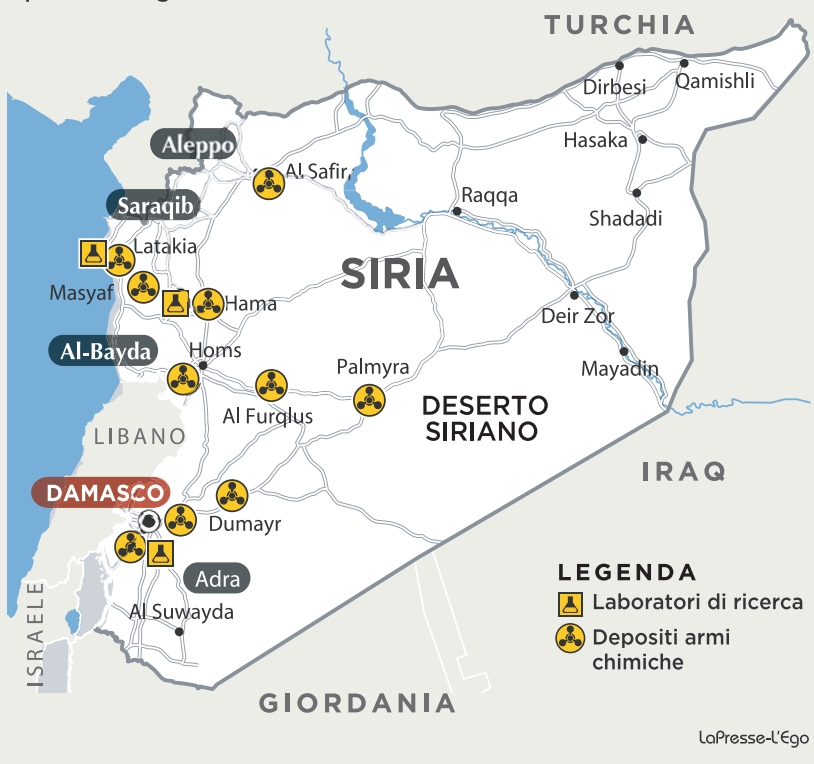 TURCHIA
Dirbesi
Qamishli
Aleppo
Hasaka
Al Safir
Saraqib
Raqqa
Shadadi
Latakia
SIRIA
Masyaf
Hama
Deir Zor
Al-Bayda
Homs
Palmyra
Mayadin
Al Furqlus
DESERTO
SIRIANO
LIBANO
IRAQ
DAMASCO
Dumayr
Adra
LEGENDA
Laboratori di ricerca
Al Suwayda
Depositi armi
chimiche
ISRAELE
GIORDANIA
LaPresse-L'Ego